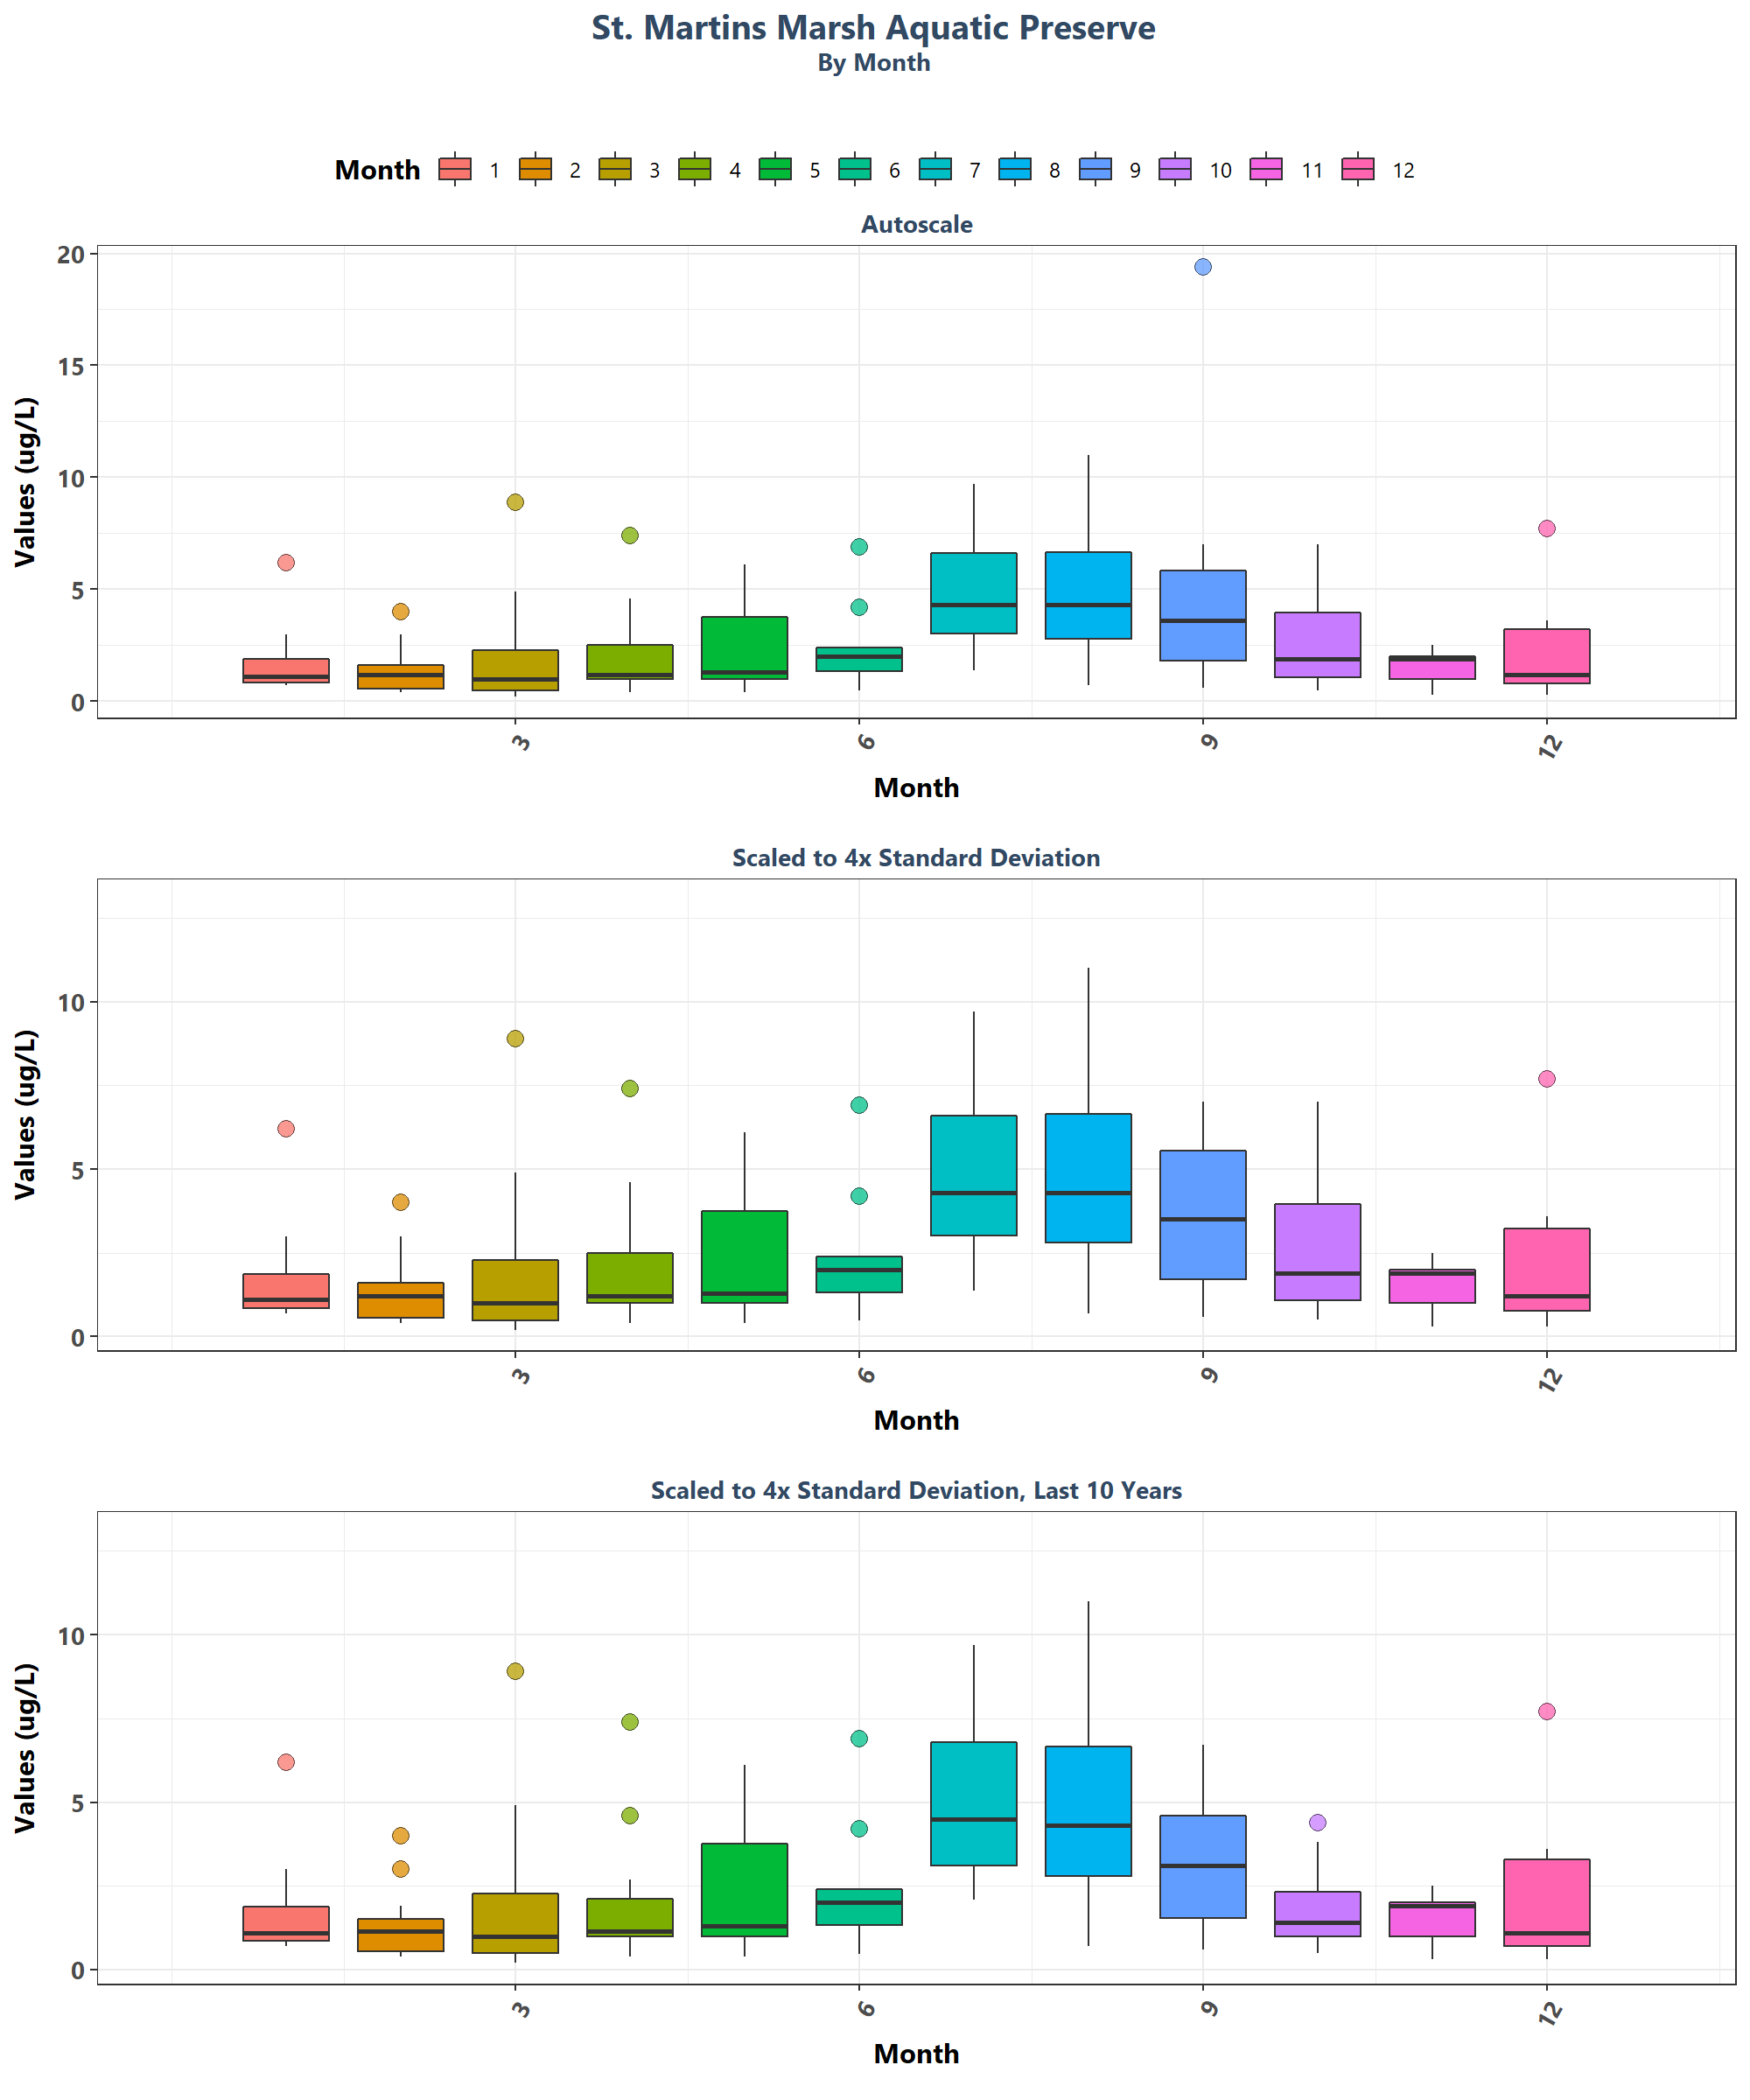 St. Martins Marsh Aquatic Preserve
By Month
Month 1 2 3 4 5 6 7 8 9 10 11 12
Autoscale
Values (ug/L)
20
15
10
5
0
3 6 9 12
Month
Scaled to 4x Standard Deviation
Values (ug/L)
10
5
0
3 6 9 12
Month
Scaled to 4x Standard Deviation, Last 10 Years
Values (ug/L)
10
5
0
3 6 9 12
Month